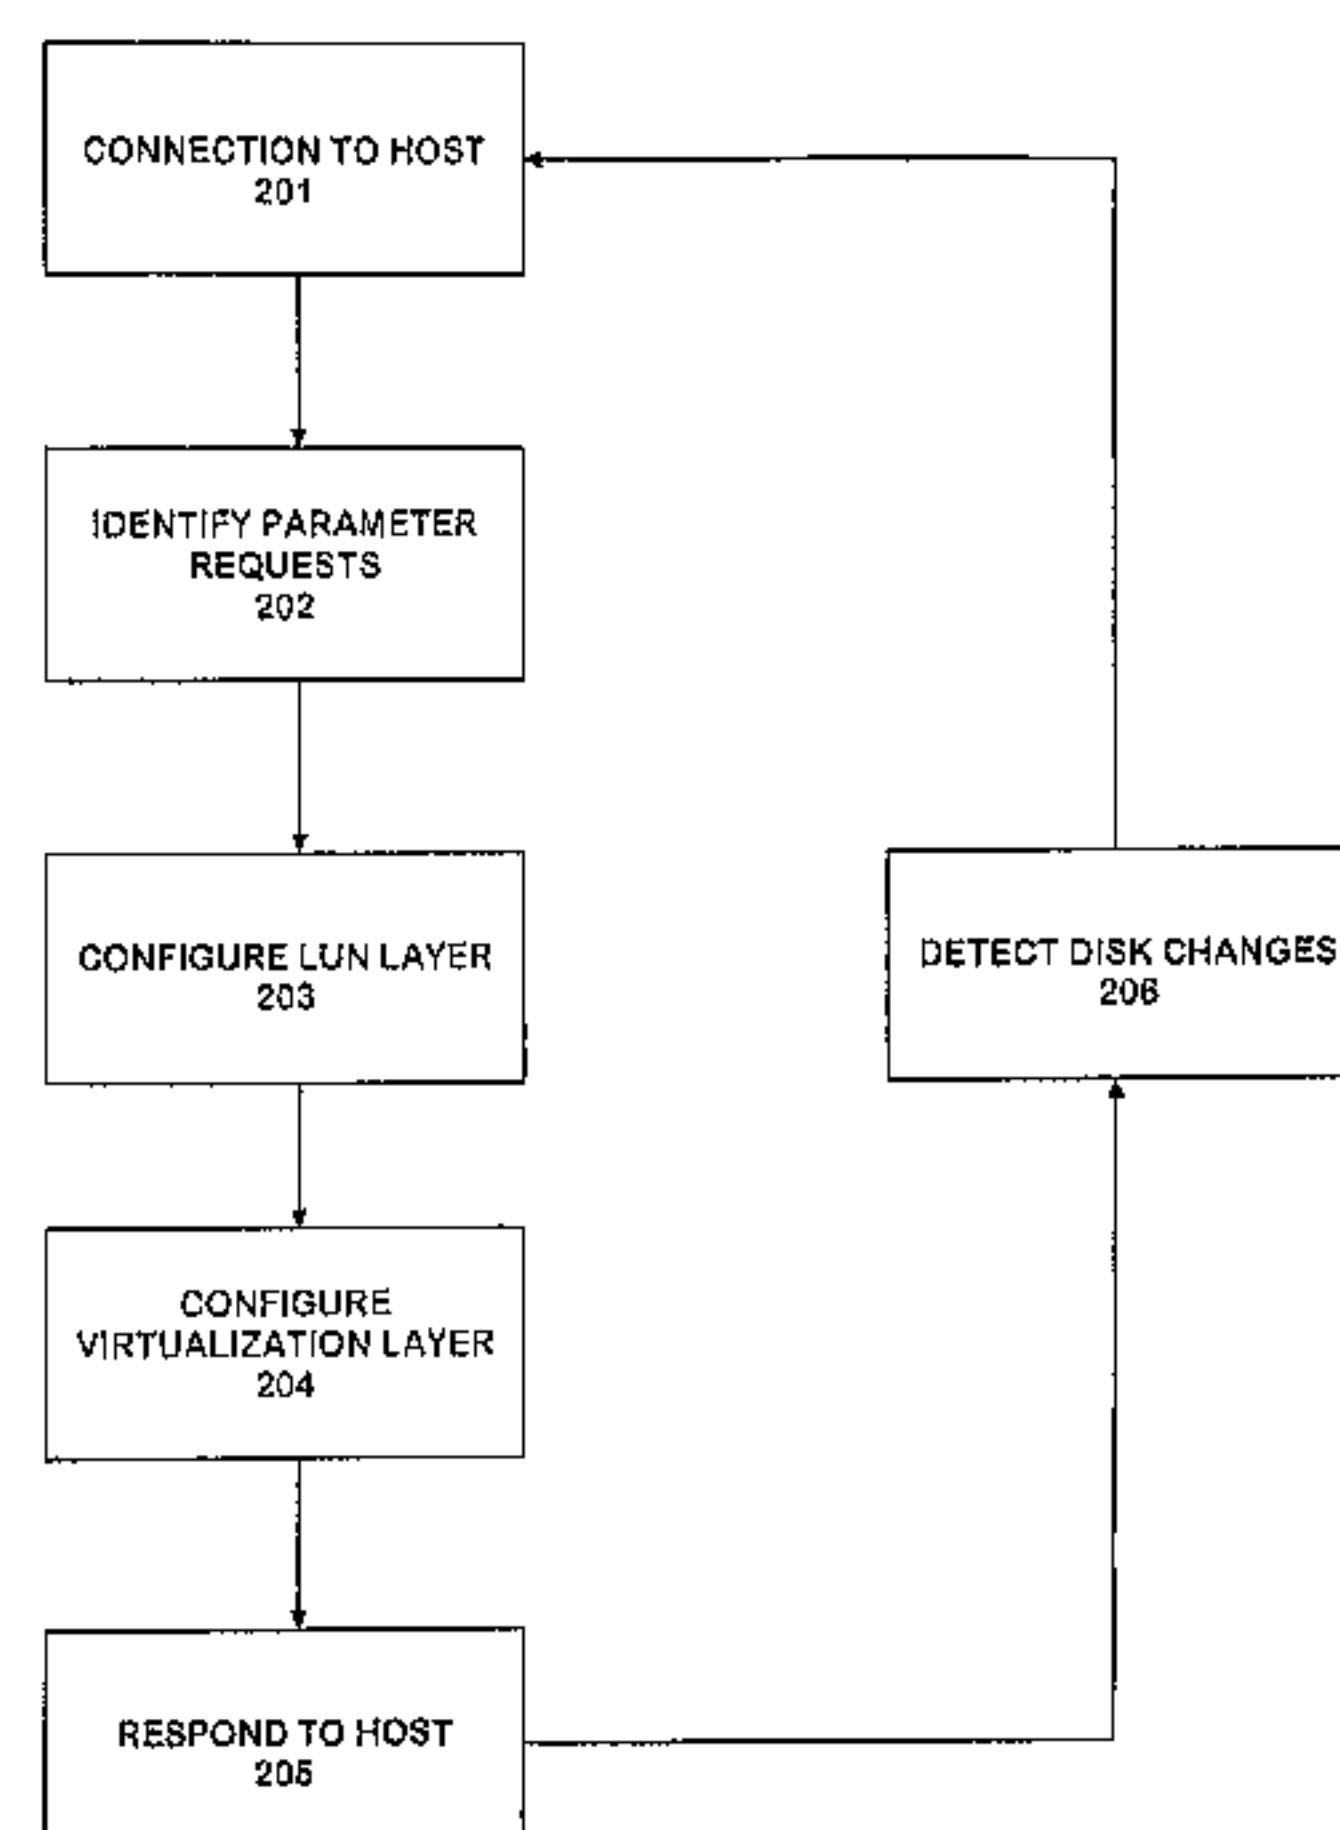 CONNECTION TO HOST
201
IDENTIFY PARAMETER
REQUESTS
202
CONFIGURE LUN LAYER
203
DETECT DISK CHANGES
206
CONFIGURE
VIRTUALIZATION LAYER
204
RESPOND TO HOST
205